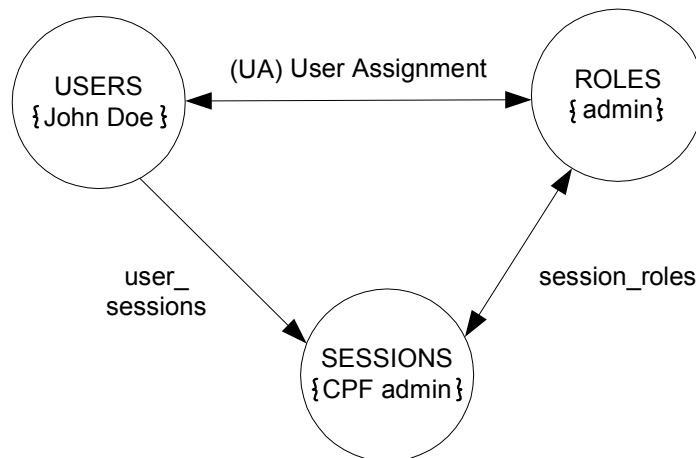 (UA) User Assignment
USERS
{John Doe}
ROLES
{admin}
user_
sessions
session_roles
SESSIONS
{CPF admin}